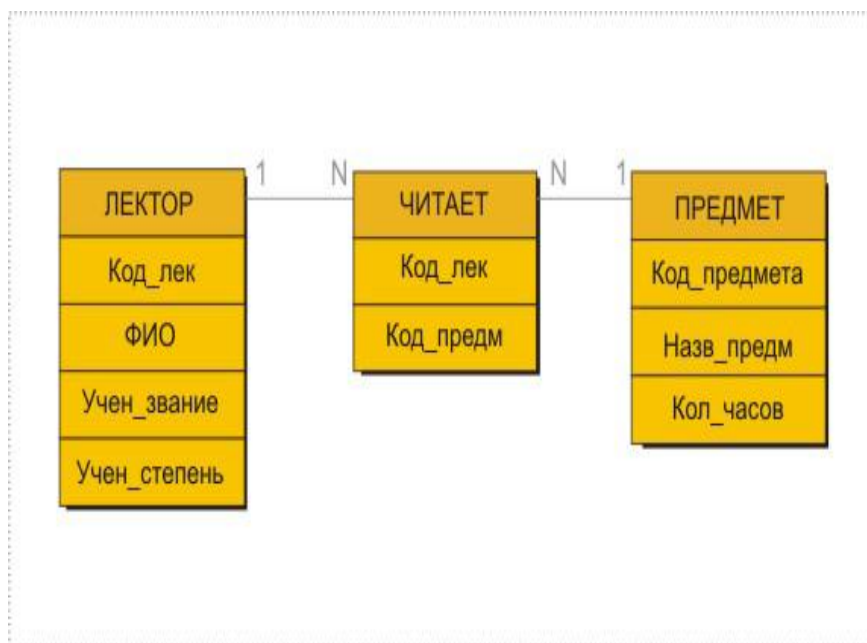 1 N N 1
ЛЕКТОР
Код_лек
ФИО
Учен_звание
Учен_степень
ЧИТАЕТ
Код_лек
Код_предм
ПРЕДМЕТ
Код_предмета
Назв_предм
Кол_часов